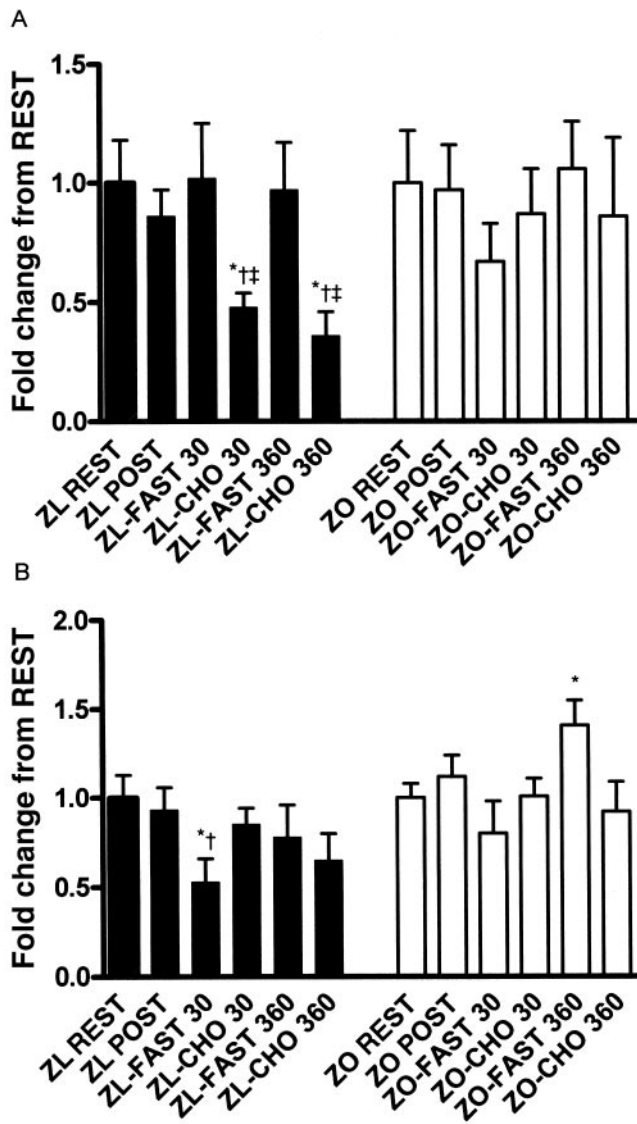 A
Fold change from REST
1.5
1.0
0.5
0.0
*†‡
*†‡
ZL REST
ZL POST
ZL-FAST 30
ZL-CHO 30
ZL-FAST 360
ZL-CHO 360
ZO REST
ZO POST
ZO-FAST 30
ZO-CHO 30
ZO-FAST 360
ZO-CHO 360
B
Fold change from REST
2.0
1.5
1.0
0.5
0.0
*†
*
ZL REST
ZL POST
ZL-FAST 30
ZL-CHO 30
ZL-FAST 360
ZL-CHO 360
ZO REST
ZO POST
ZO-FAST 30
ZO-CHO 30
ZO-FAST 360
ZO-CHO 360